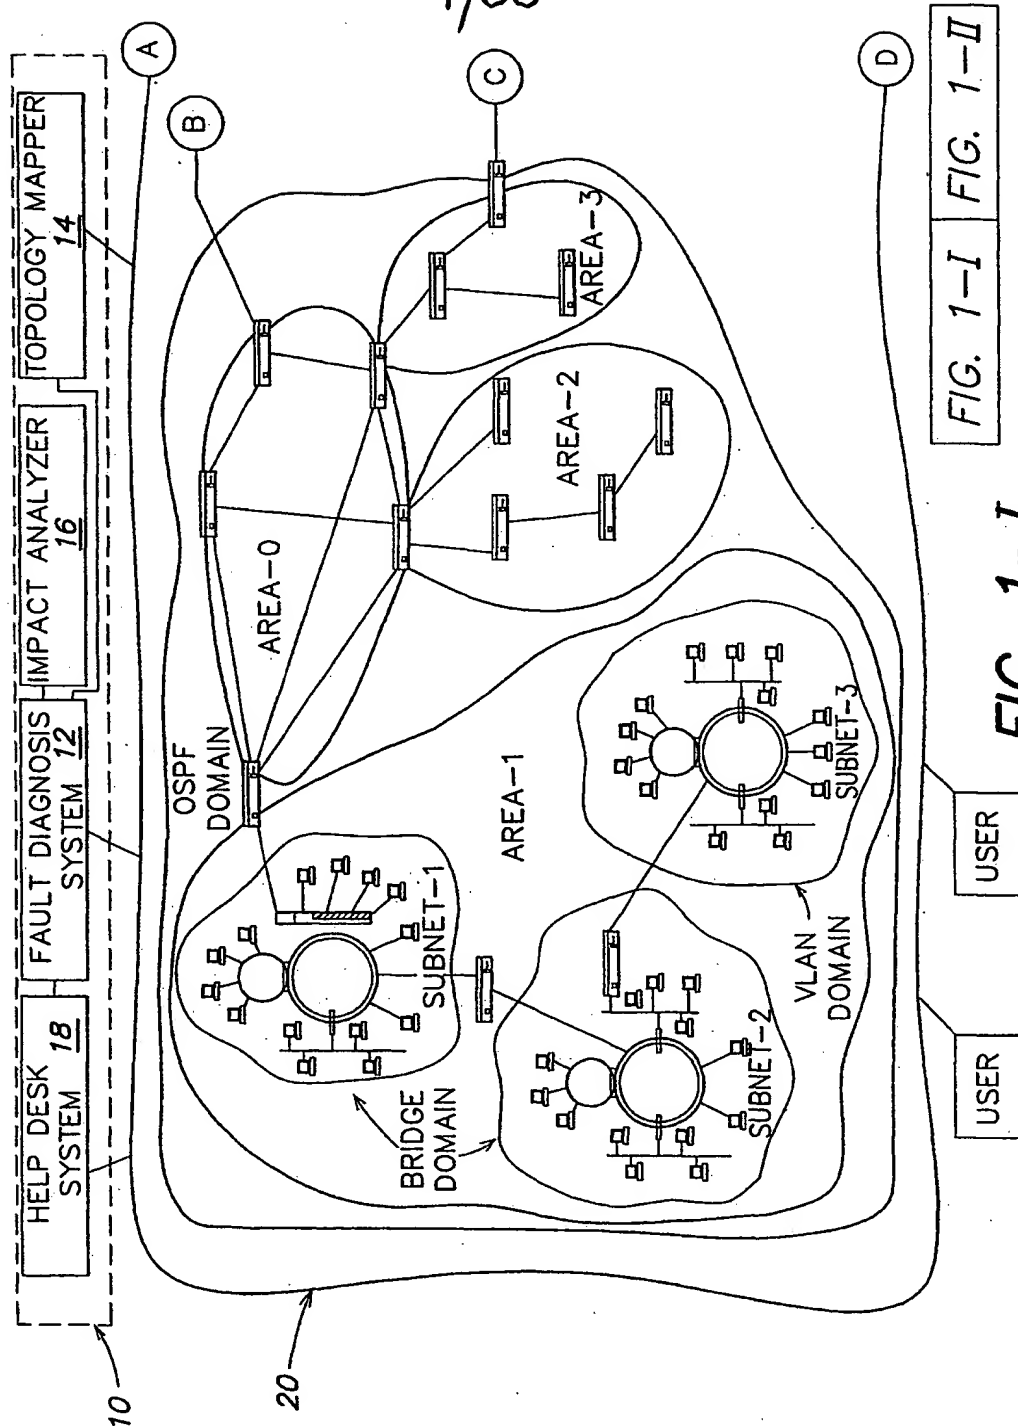 10
HELP DESK
SYSTEM 18
FAULT DIAGNOSIS
SYSTEM 12
IMPACT ANALYZER
16
TOPOLOGY MAPPER
14
A
20
B
OSPF
DOMAIN
AREA-0
SUBNET-1
BRIDGE
DOMAIN
AREA-1
AREA-2
AREA-3
C
SUBNET-2
VLAN
DOMAIN
SUBNET-3
D
USER
USER
FIG. 1-I
FIG. 1-I
FIG. 1-II